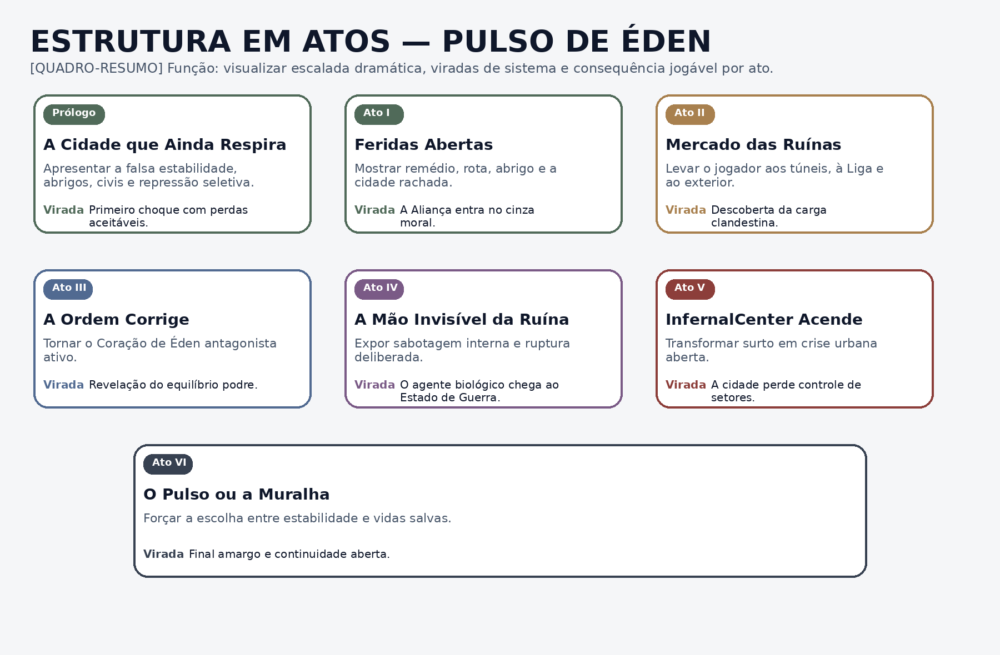 ESTRUTURA EM ATOS — PULSO DE ÉDEN
[QUADRO-RESUMO] Função: visualizar escalada dramática, viradas de sistema e consequência jogável por ato.
Prólogo
A Cidade que Ainda Respira
Apresentar a falsa estabilidade,
abrigos, civis e repressão seletiva.
Virada Primeiro choque com perdas
aceitáveis.
Ato I
Feridas Abertas
Mostrar remédio, rota, abrigo e a
cidade rachada.
Virada A Aliança entra no cinza
moral.
Ato II
Mercado das Ruínas
Levar o jogador aos túneis, à Liga e
ao exterior.
Virada Descoberta da carga
clandestina.
Ato III
A Ordem Corrige
Tornar o Coração de Éden antagonista
ativo.
Virada Revelação do equilíbrio podre.
Ato IV
A Mão Invisível da Ruína
Expor sabotagem interna e ruptura
deliberada.
Virada O agente biológico chega ao
Estado de Guerra.
Ato V
InfernalCenter Acende
Transformar surto em crise urbana
aberta.
Virada A cidade perde controle de
setores.
Ato VI
O Pulso ou a Muralha
Forçar a escolha entre estabilidade e vidas salvas.
Virada Final amargo e continuidade aberta.